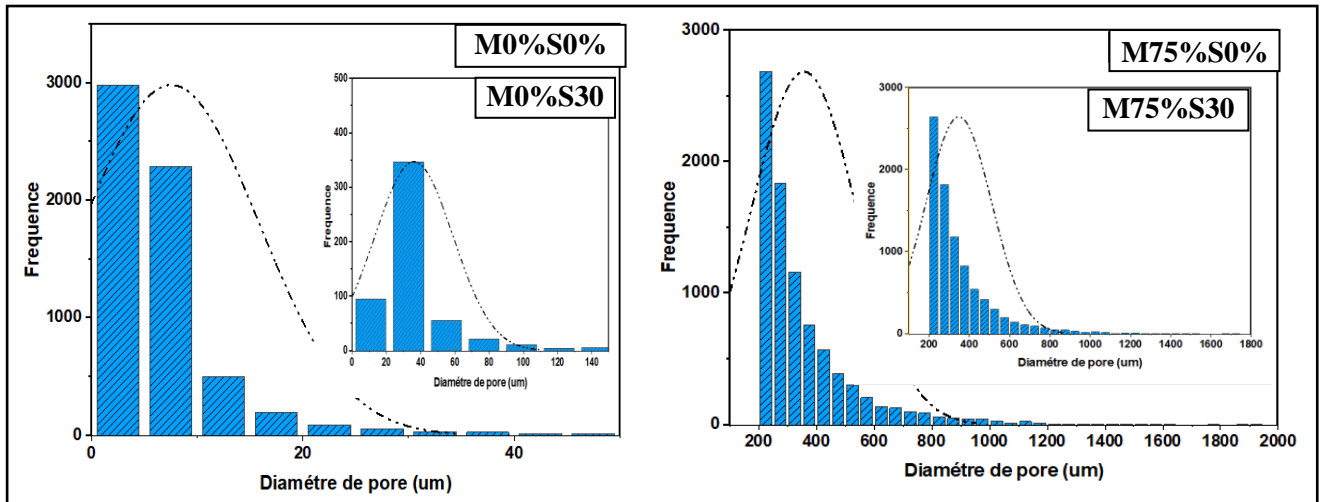 M0%S0%
3000
2000
1000
0
Frequence
0 20 40
Diamétre de pore (um)
M0%S30
500
400
300
200
100
0
Frequence
0 20 40 60 80 100 120 140
Diamétre de pore (um)
M75%S0%
3000
2000
1000
0
Frequence
200 400 600 800 1000 1200 1400 1600 1800 2000
Diamétre de pore (um)
M75%S30
3000
2000
1000
0
Frequence
200 400 600 800 1000 1200 1400 1600 1800
Diamétre de pore (um)